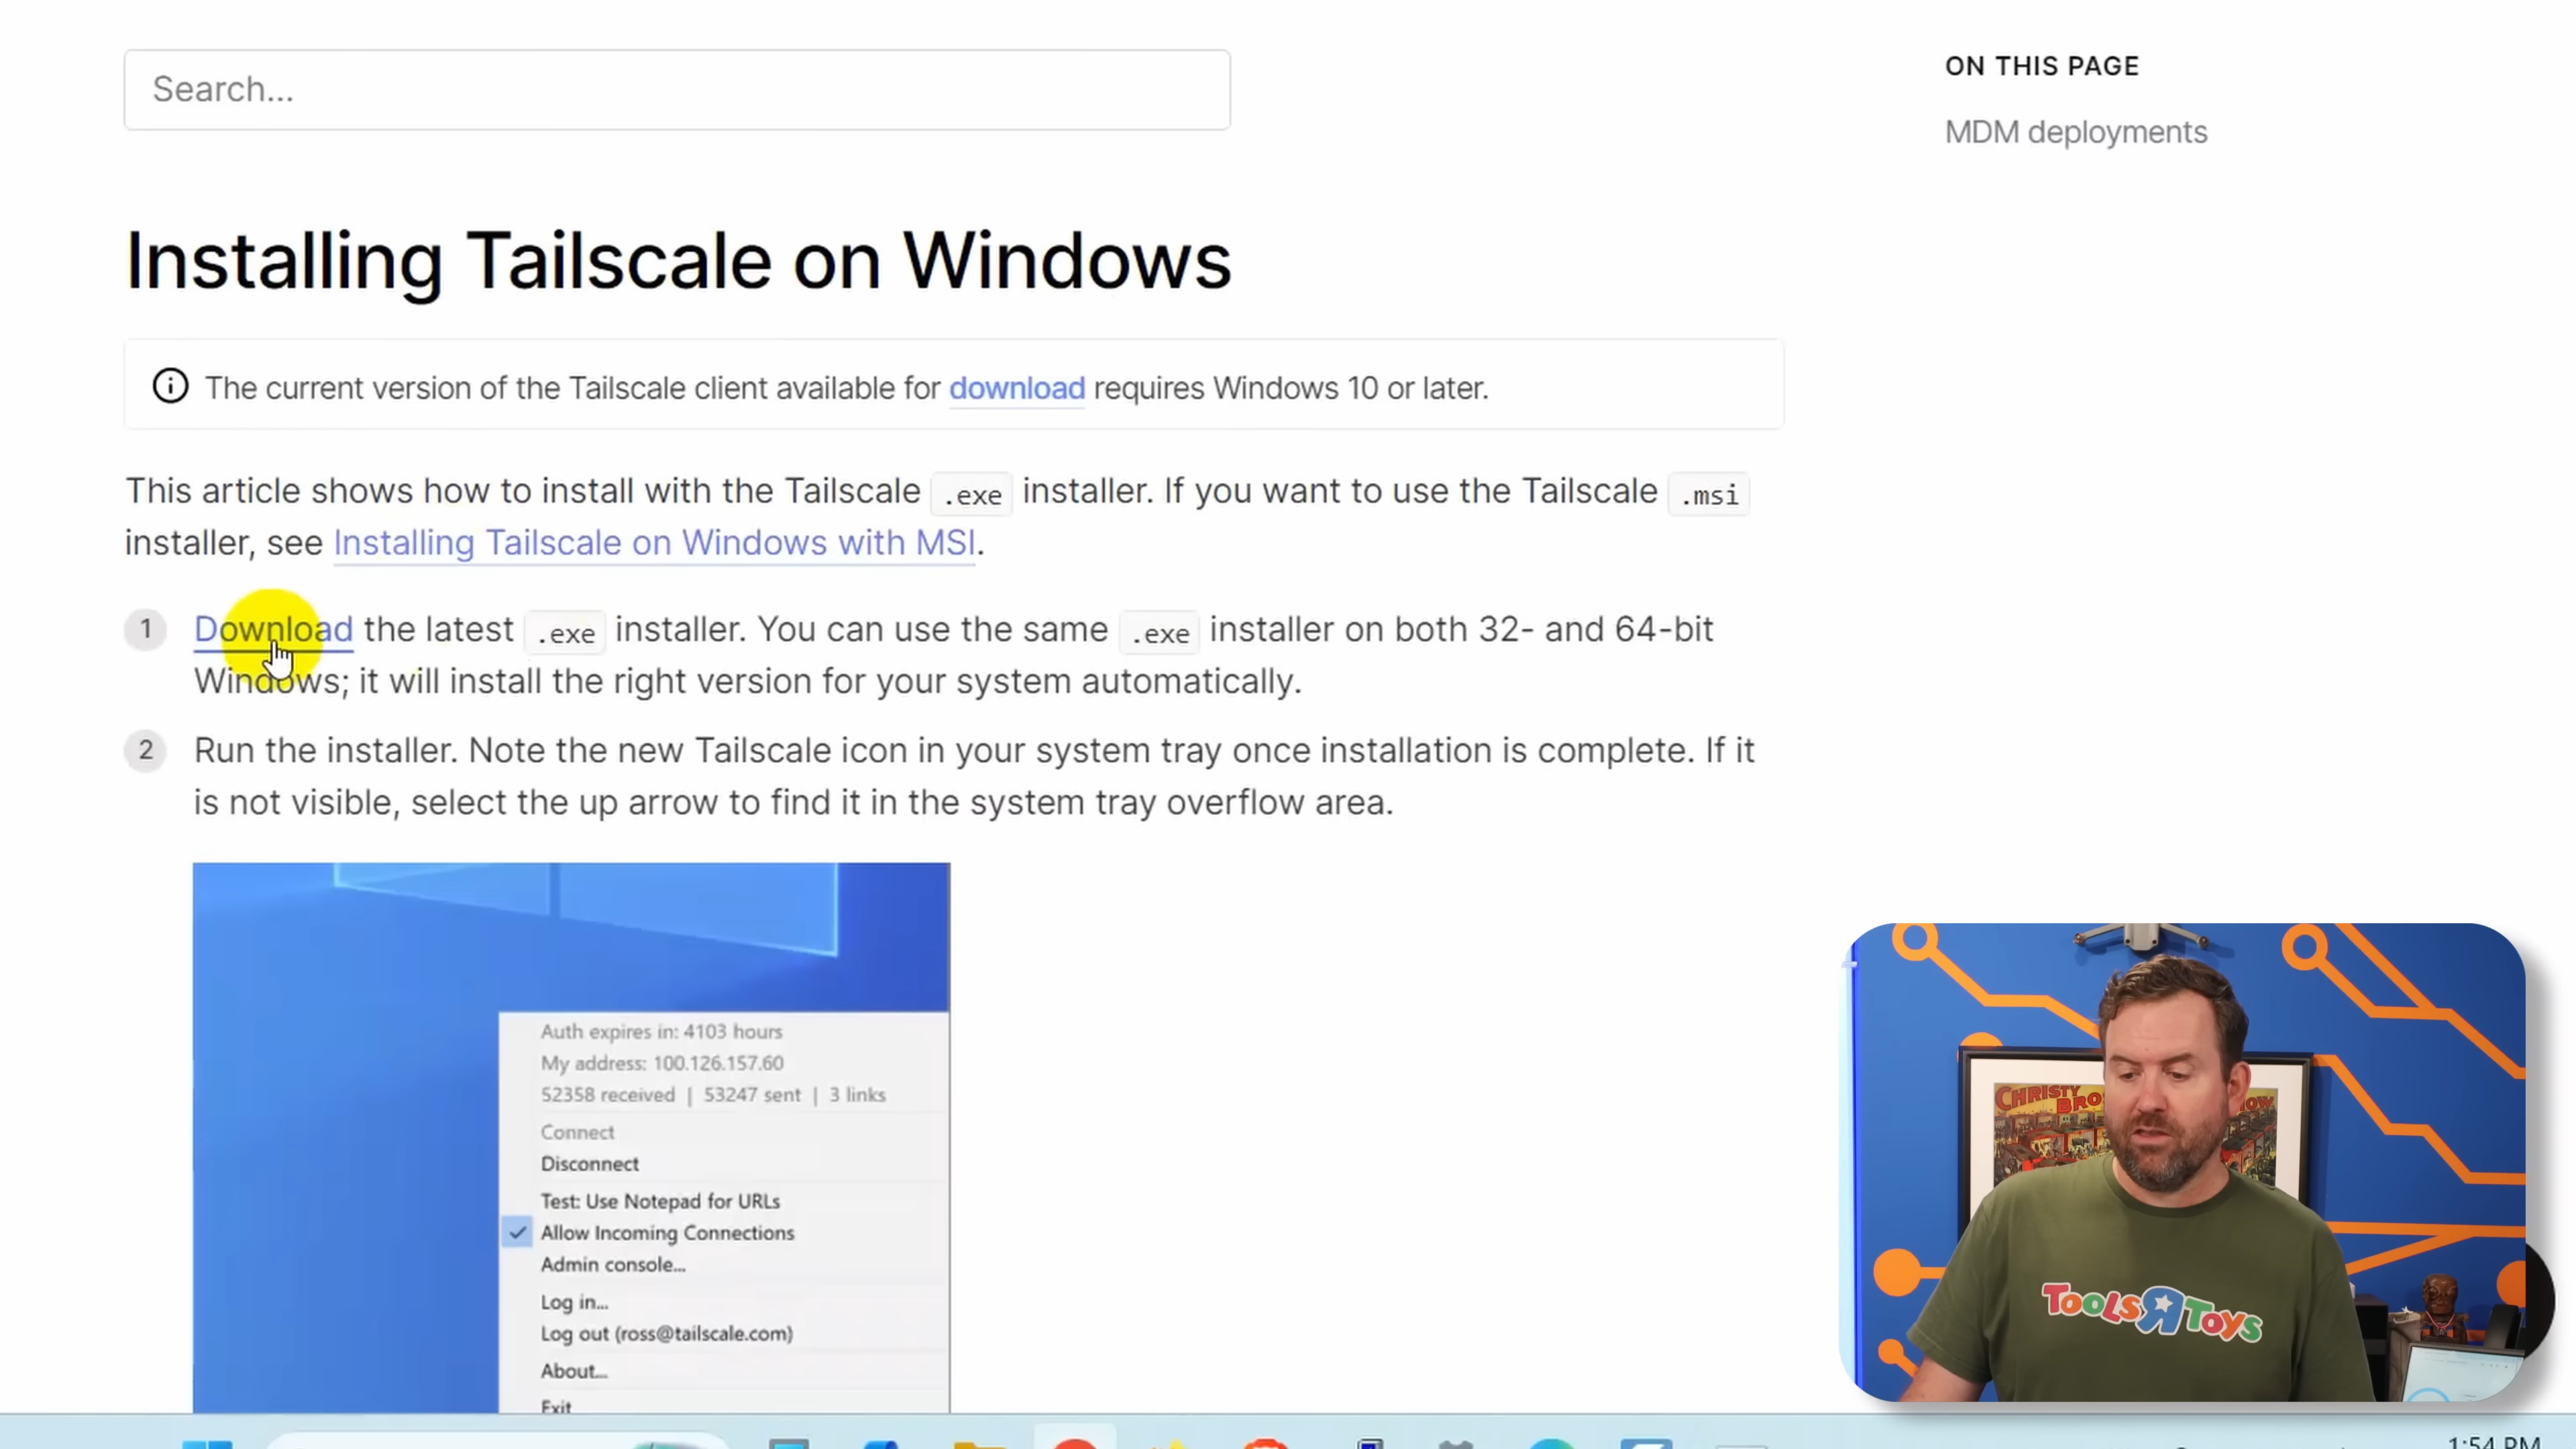 Search...
ON THIS PAGE
MDM deployments
Installing Tailscale on Windows
The current version of the Tailscale client available for download requires Windows 10 or later.
This article shows how to install with the Tailscale .exe installer. If you want to use the Tailscale .msi
installer, see Installing Tailscale on Windows with MSI.
1 Download the latest .exe installer. You can use the same .exe installer on both 32- and 64-bit
Windows; it will install the right version for your system automatically.
2 Run the installer. Note the new Tailscale icon in your system tray once installation is complete. If it
is not visible, select the up arrow to find it in the system tray overflow area.
Auth expires in: 4103 hours
My address: 100.126.157.60
52358 received | 53247 sent | 3 links
Connect
Disconnect
Test: Use Notepad for URLs
Allow Incoming Connections
Admin console...
Log in...
Log out (ross@tailscale.com)
About...
Exit
CHRISTY
BRO
OW
TOOLS R TOYS
1:54 PM